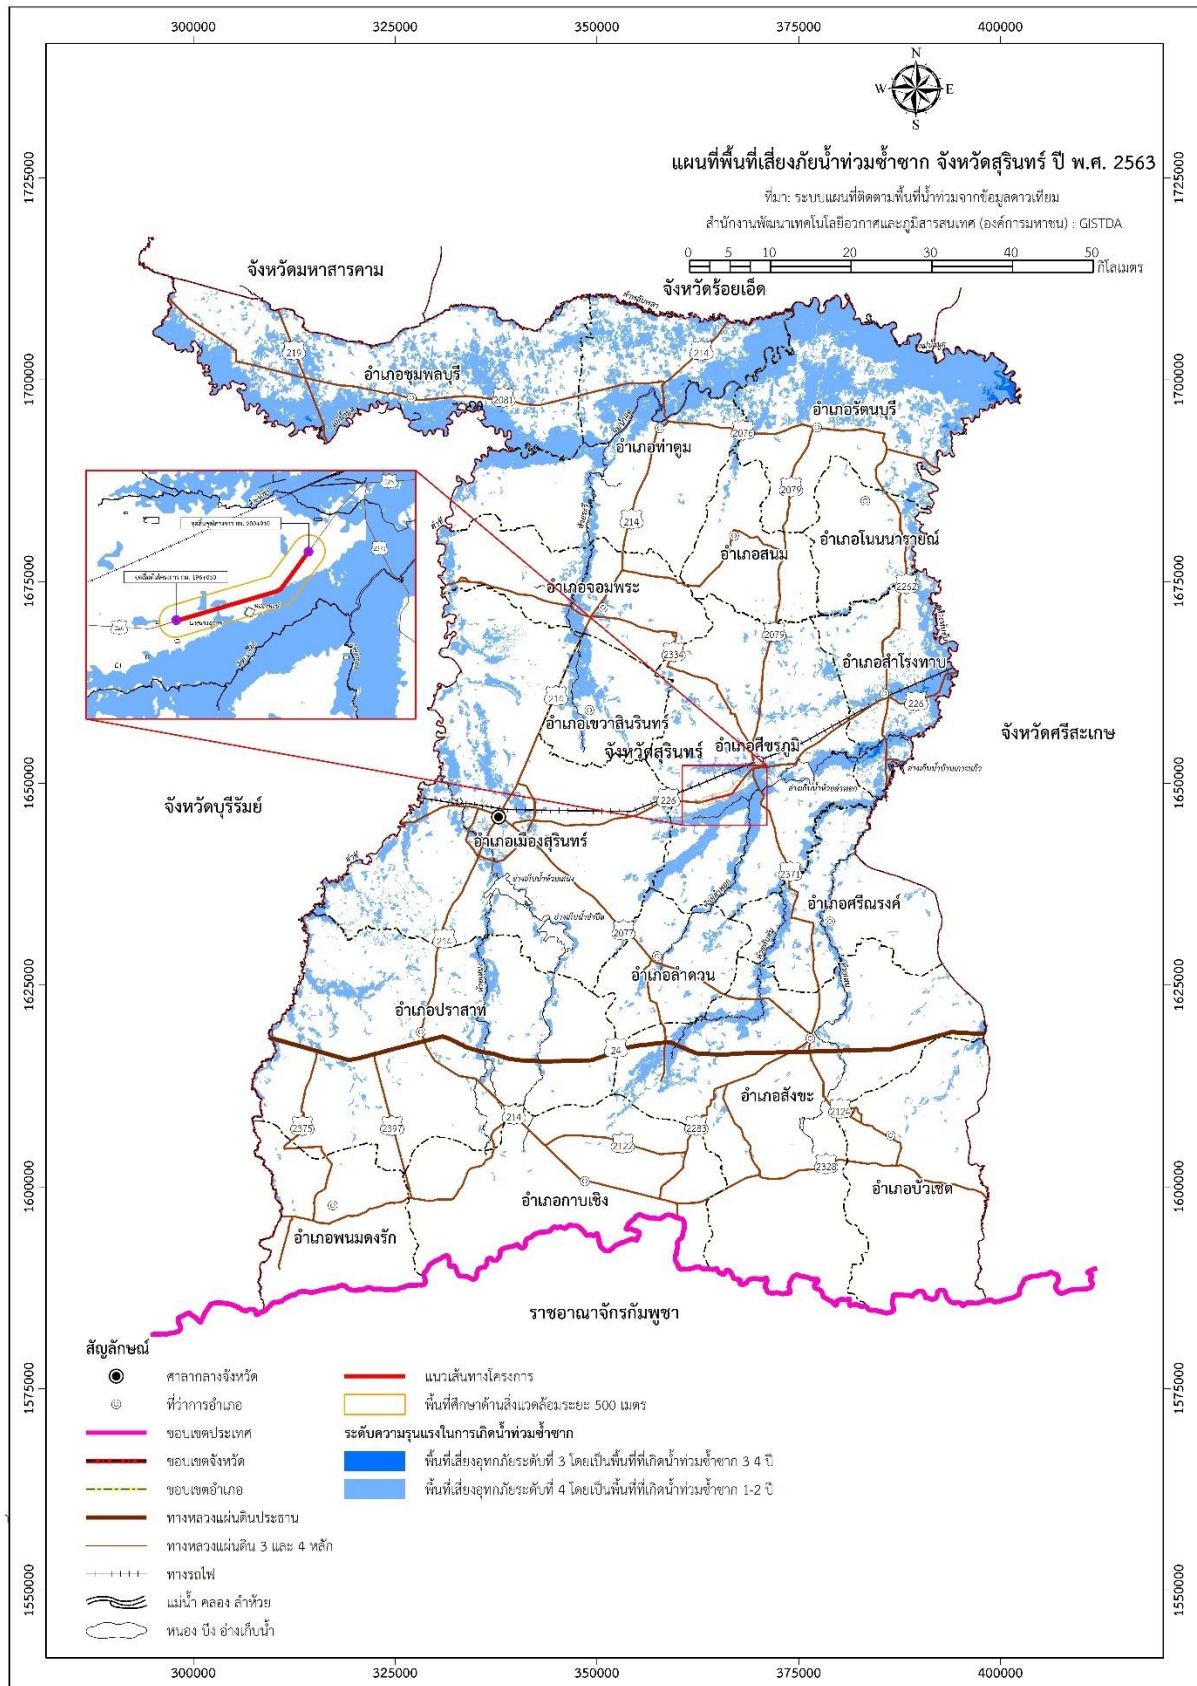 300000 325000 350000 375000 400000
N
W E
S
แผนที่พื้นที่เสี่ยงภัยน้ำท่วมซ้ำซาก จังหวัดสุรินทร์ ปี พ.ศ. 2563
ที่มา: ระบบแผนที่ติดตามพื้นที่น้ำท่วมจากข้อมูลดาวเทียม
สำนักงานพัฒนาเทคโนโลยีอวกาศและภูมิสารสนเทศ (องค์การมหาชน) : GISTDA
0 5 10 20 30 40 50
กิโลเมตร
1725000 1725000
จังหวัดมหาสารคาม
จังหวัดร้อยเอ็ด
219
214
1700000 1700000
อำเภอชุมพลบุรี
2081
อำเภอรัตนบุรี
อำเภอท่าตูม
2076
2079
214
อำเภอโนนนารายณ์
อำเภอสนม
1675000 1675000
อำเภอจอมพระ
2262
2079
2334
อำเภอสำโรงทาบ
214
226
อำเภอเขวาสินรินทร์
จังหวัดสุรินทร์
อำเภอศีขรภูมิ
จังหวัดศรีสะเกษ
1650000 1650000
จังหวัดบุรีรัมย์
226
อำเภอเมืองสุรินทร์
2371
อำเภอศรีณรงค์
2077
214
อำเภอลำดวน
1625000 1625000
อำเภอปราสาท
24
อำเภอสังขะ
2124
2375
2397
214
2122
2283
2328
1600000 1600000
อำเภอกาบเชิง
อำเภอบัวเชด
อำเภอพนมดงรัก
ราชอาณาจักรกัมพูชา
สัญลักษณ์
ศาลากลางจังหวัด
ที่ว่าการอำเภอ
ขอบเขตประเทศ
ขอบเขตจังหวัด
ขอบเขตอำเภอ
ทางหลวงแผ่นดินประธาน
ทางหลวงแผ่นดิน 3 และ 4 หลัก
ทางรถไฟ
แม่น้ำ คลอง ลำห้วย
หนอง บึง อ่างเก็บน้ำ
แนวเส้นทางโครงการ
พื้นที่ศึกษาด้านสิ่งแวดล้อมระยะ 500 เมตร
ระดับความรุนแรงในการเกิดน้ำท่วมซ้ำซาก
พื้นที่เสี่ยงอุทกภัยระดับที่ 3 โดยเป็นพื้นที่ที่เกิดน้ำท่วมซ้ำซาก 3 4 ปี
พื้นที่เสี่ยงอุทกภัยระดับที่ 4 โดยเป็นพื้นที่ที่เกิดน้ำท่วมซ้ำซาก 1-2 ปี
1575000 1575000
1550000 1550000
300000 325000 350000 375000 400000